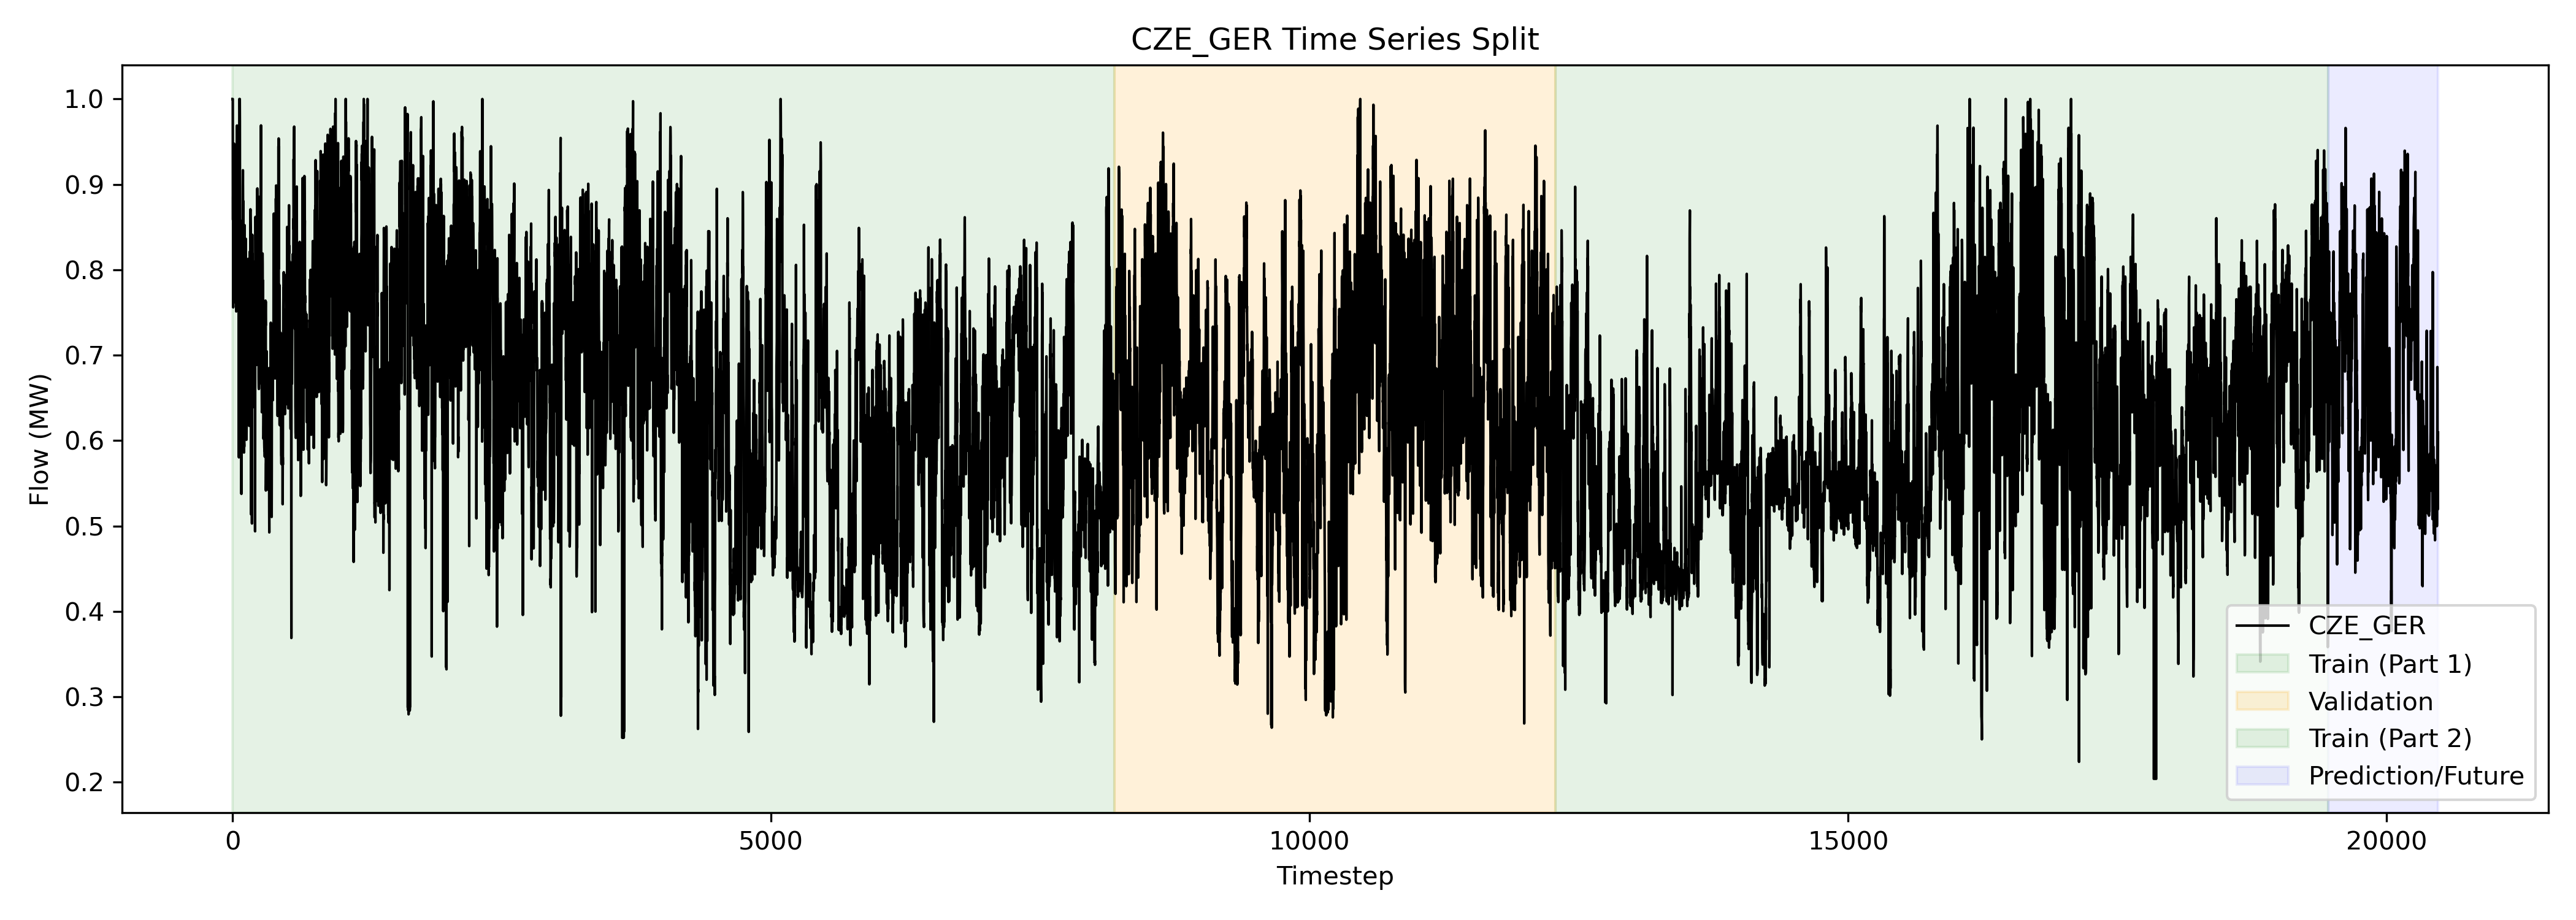 CZE_GER Time Series Split
Flow (MW)
1.0
0.9
0.8
0.7
0.6
0.5
0.4
0.3
0.2
0
5000
10000
15000
20000
Timestep
CZE_GER
Train (Part 1)
Validation
Train (Part 2)
Prediction/Future